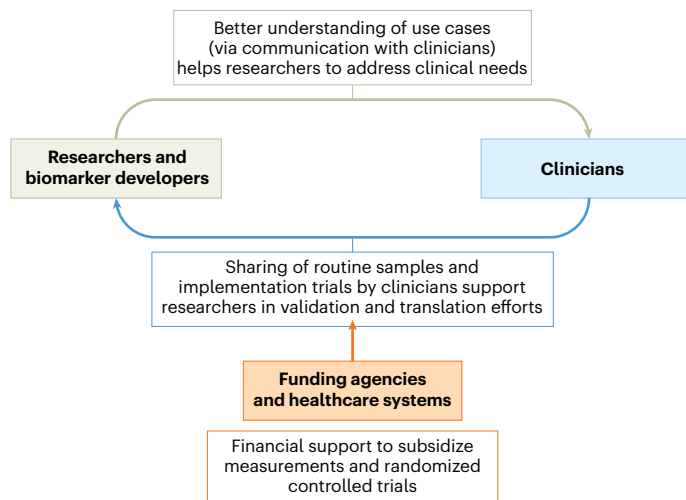 Better understanding of use cases
(via communication with clinicians)
helps researchers to address clinical needs
Researchers and
biomarker developers
Clinicians
Sharing of routine samples and
implementation trials by clinicians support
researchers in validation and translation efforts
Funding agencies
and healthcare systems
Financial support to subsidize
measurements and randomized
controlled trials